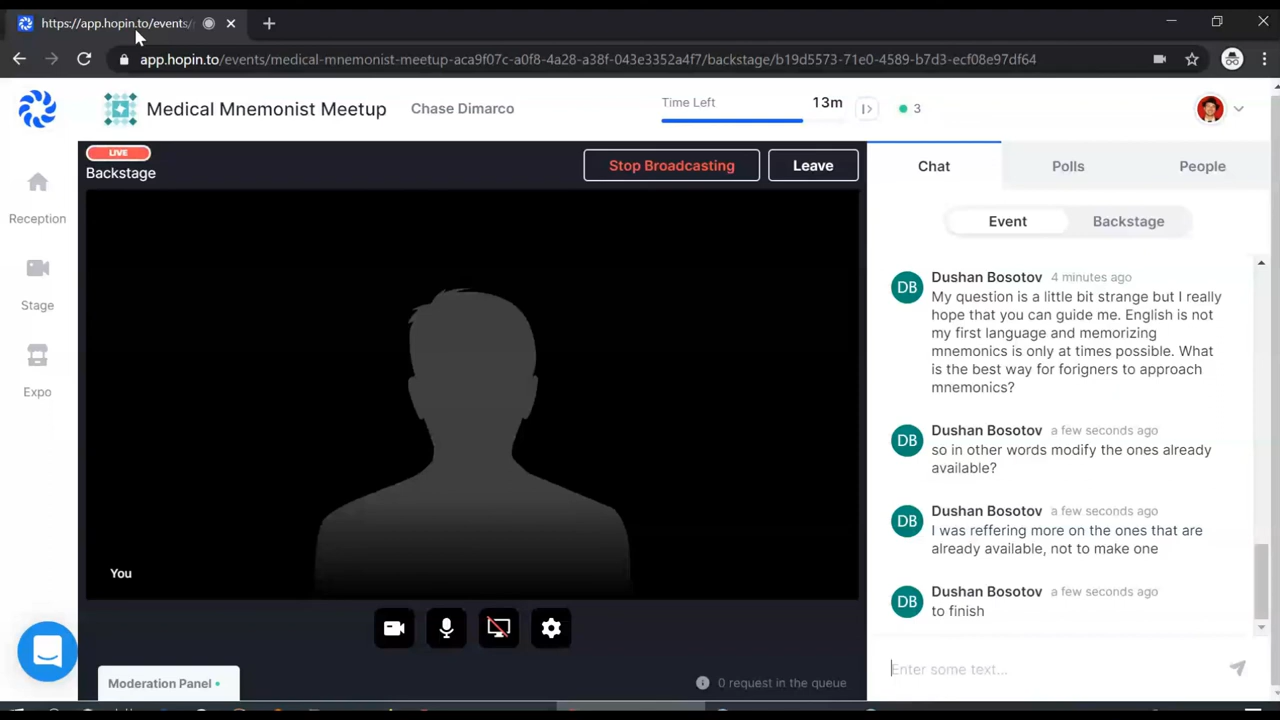 https://app.hopin.to/events/
app.hopin.to/events/medical-mnemonist-meetup-aca9f07c-a0f8-4a28-a38f-043e3352a4f7/backstage/b19d5573-71e0-4589-b7d3-ecf08e97df64
Medical Mnemonist Meetup
Chase Dimarco
Time Left
13m
3
Reception
Stage
Expo
LIVE
Backstage
Stop Broadcasting
Leave
You
Moderation Panel
0 request in the queue
Chat
Polls
People
Event
Backstage
DB
Dushan Bosotov 4 minutes ago
My question is a little bit strange but I really
hope that you can guide me. English is not
my first language and memorizing
mnemonics is only at times possible. What
is the best way for forigners to approach
mnemonics?
DB
Dushan Bosotov a few seconds ago
so in other words modify the ones already
available?
DB
Dushan Bosotov a few seconds ago
I was reffering more on the ones that are
already available, not to make one
DB
Dushan Bosotov a few seconds ago
to finish
Enter some text...